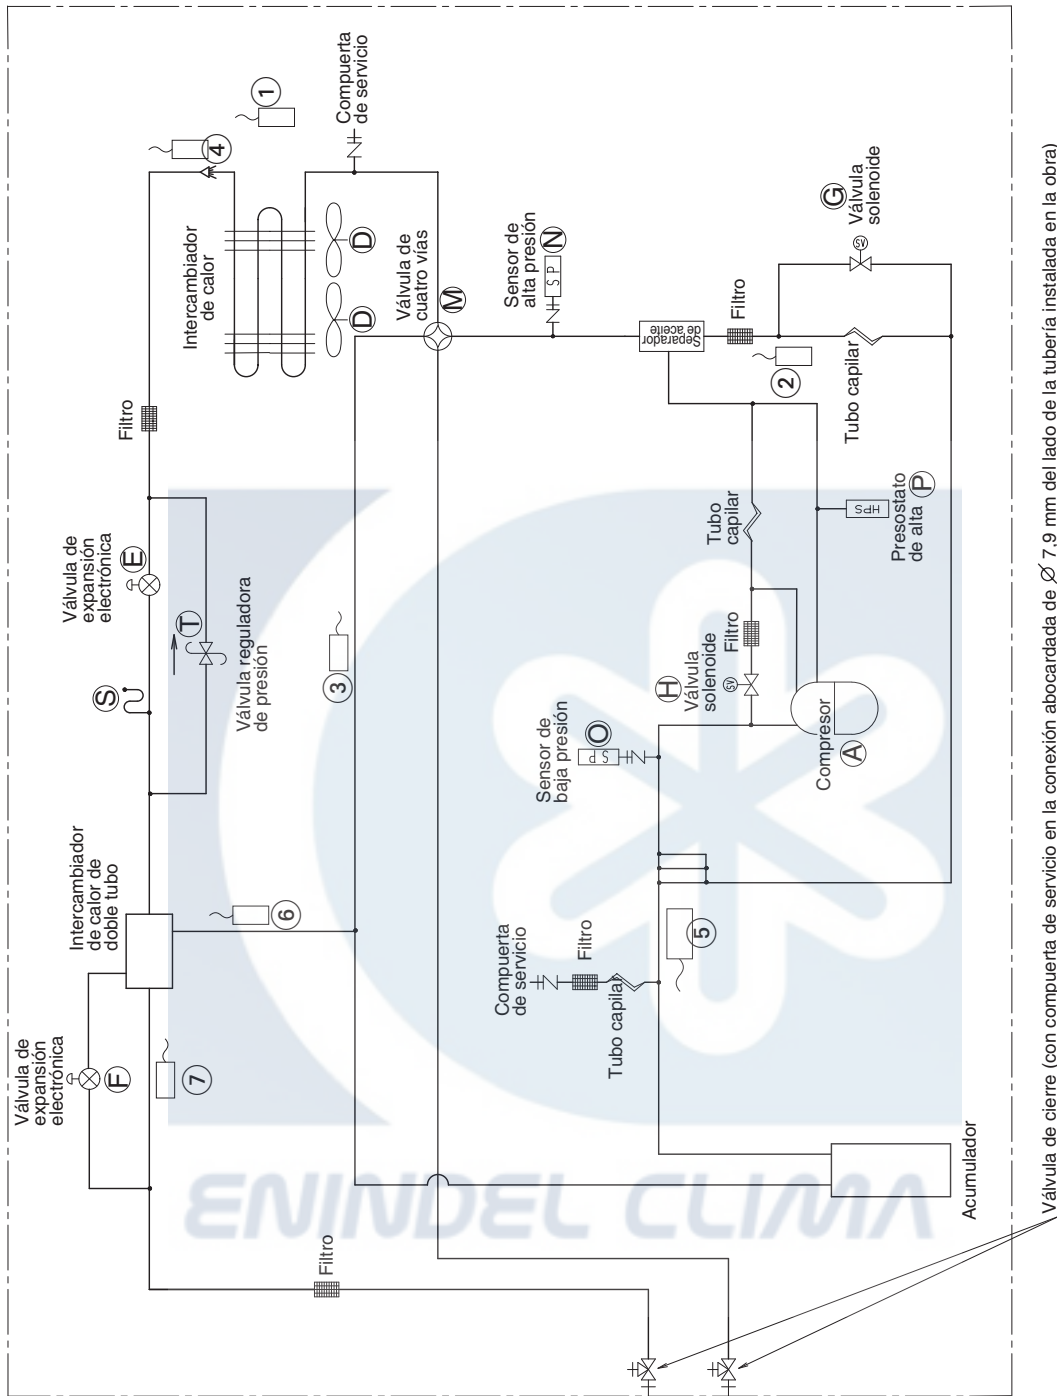 1
4
Compuerta
de servicio
Intercambiador
de calor
D
D
Válvula de
cuatro vías
M
Sensor de
alta presión
N
S P
Separador
de aceite
Filtro
2
Tubo capilar
G
SV
Válvula
solenoide
Filtro
Válvula de
expansión
electrónica
E
T
Válvula reguladora
de presión
S
3
Tubo
capilar
HPS
Presostato
de alta
P
Filtro
H
Válvula
solenoide
SV
Sensor de
baja presión
O
S P
Compresor
A
Intercambiador
de calor de
doble tubo
6
Compuerta
de servicio
Filtro
Tubo capilar
5
Válvula de
expansión
electrónica
F
7
Filtro
Acumulador
Válvula de cierre (con compuerta de servicio en la conexión abocardada de Ø 7,9 mm del lado de la tubería instalada en la obra)
ENINDEL CLIMA